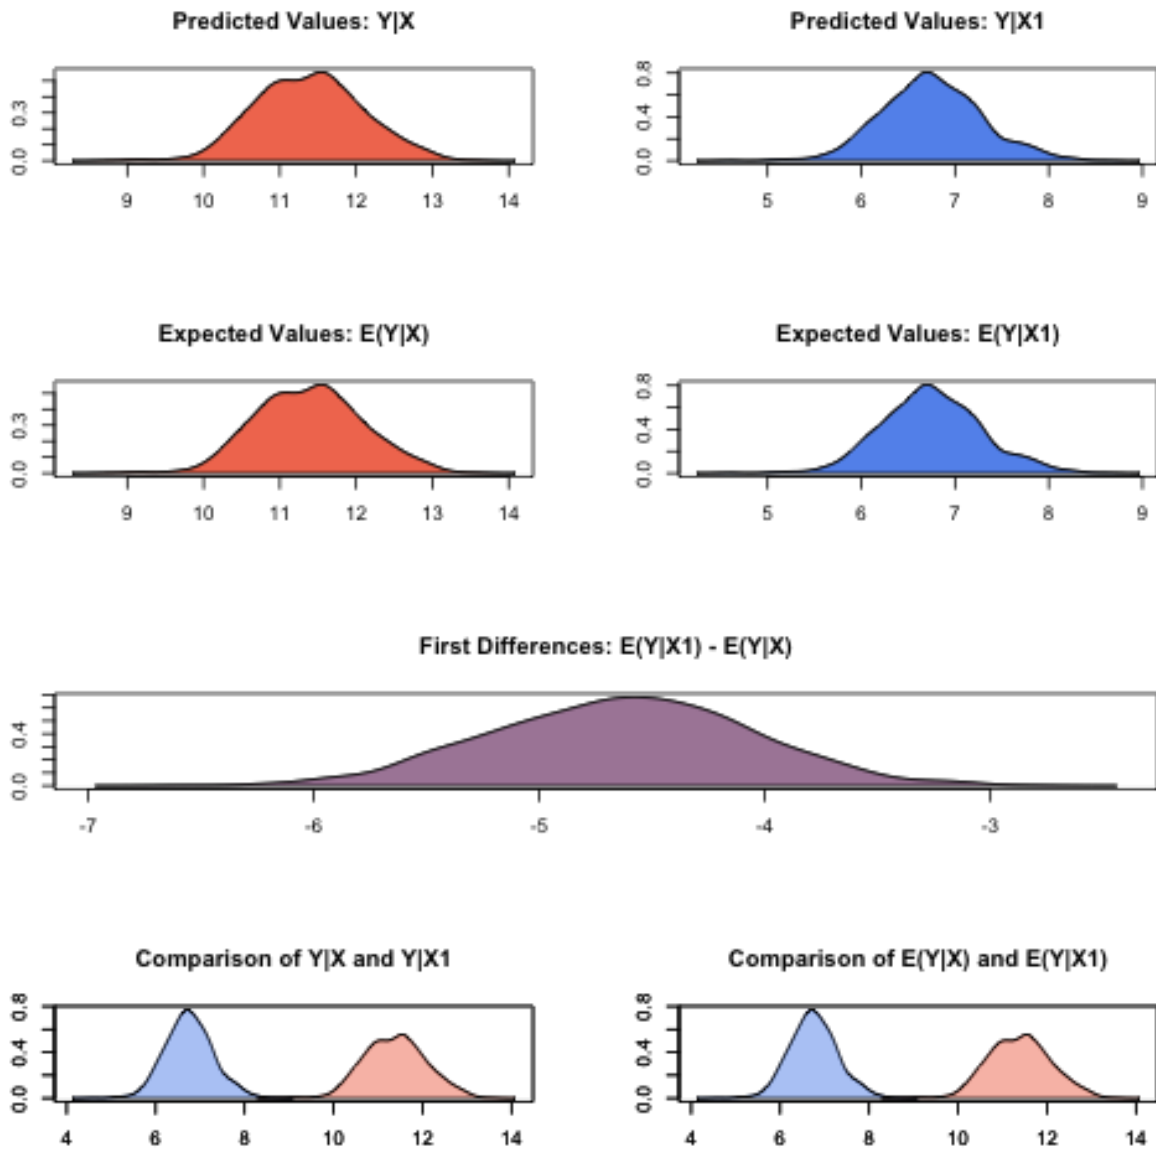 Predicted Values: Y|X
0.0 0.3
9 10 11 12 13 14
Predicted Values: Y|X1
0.0 0.4 0.8
5 6 7 8 9
Expected Values: E(Y|X)
0.0 0.3
9 10 11 12 13 14
Expected Values: E(Y|X1)
0.0 0.4 0.8
5 6 7 8 9
First Differences: E(Y|X1) - E(Y|X)
0.0 0.4
-7 -6 -5 -4 -3
Comparison of Y|X and Y|X1
0.0 0.4 0.8
4 6 8 10 12 14
Comparison of E(Y|X) and E(Y|X1)
0.0 0.4 0.8
4 6 8 10 12 14